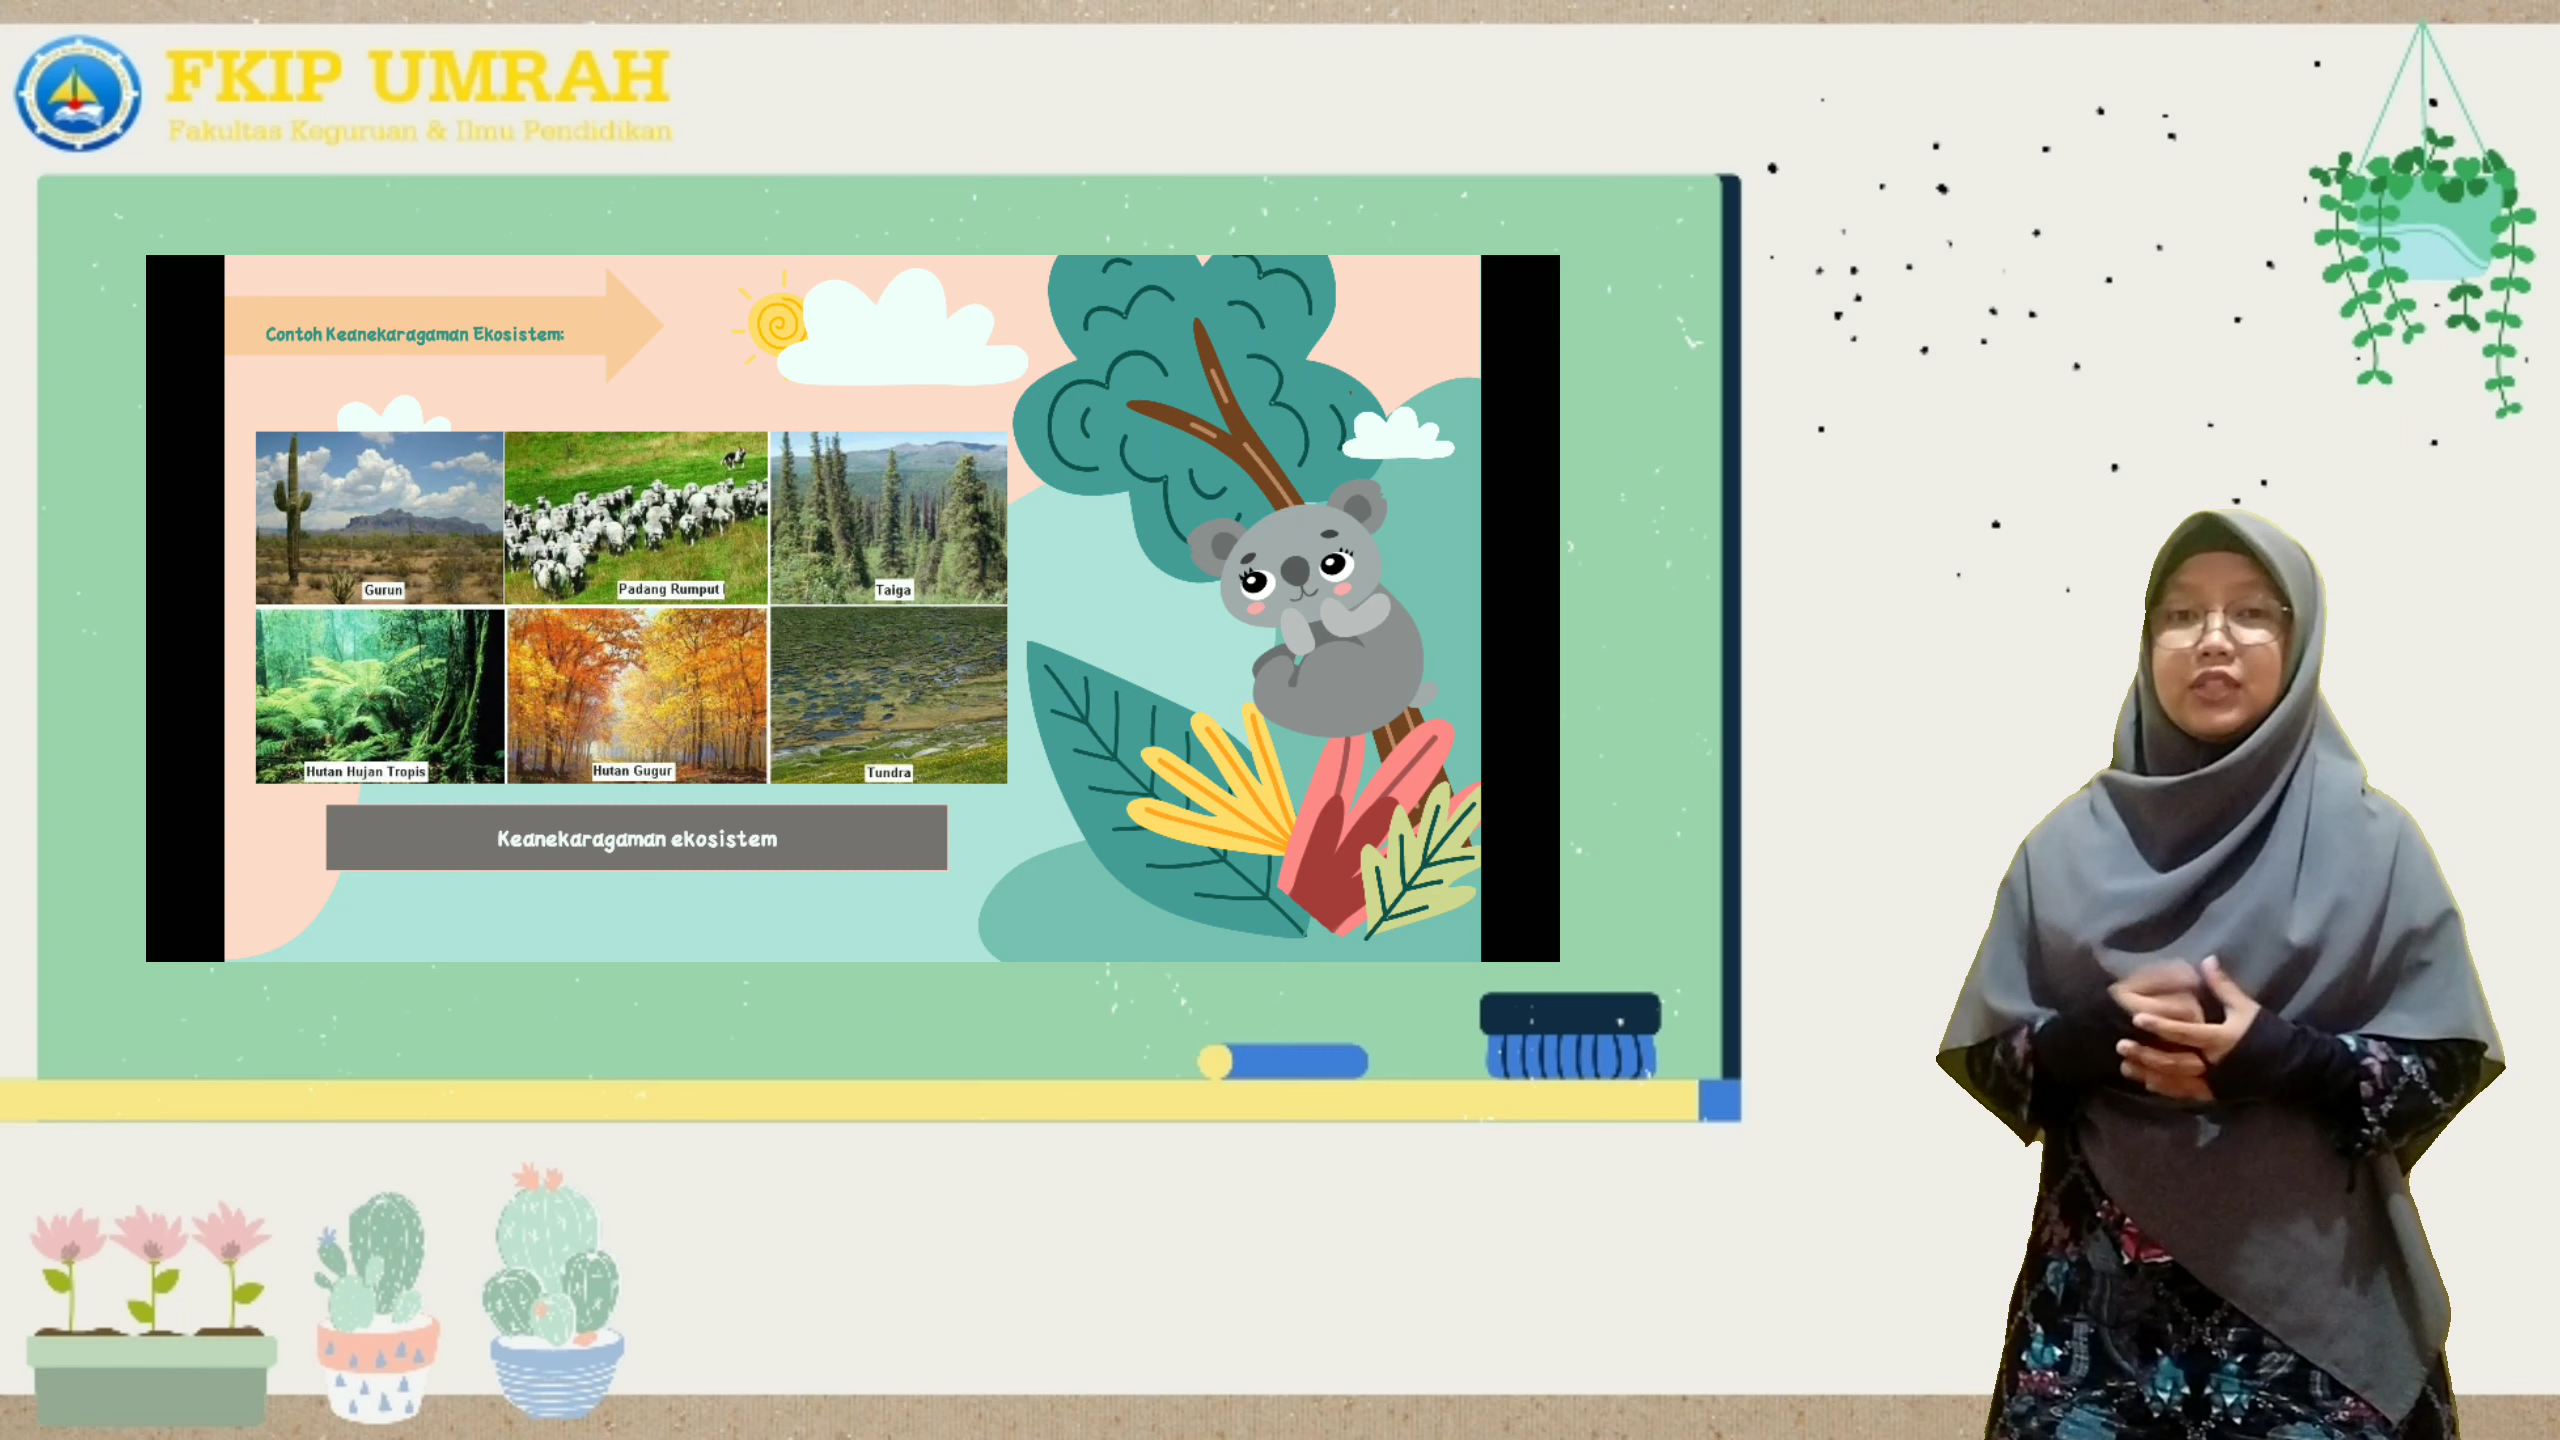 FKIP UMRAH
Fakultas Keguruan & Ilmu Pendidikan
Contoh Keanekaragaman Ekosistem:
Gurun
Padang Rumput
Taiga
Hutan Hujan Tropis
Hutan Gugur
Tundra
Keanekaragaman ekosistem